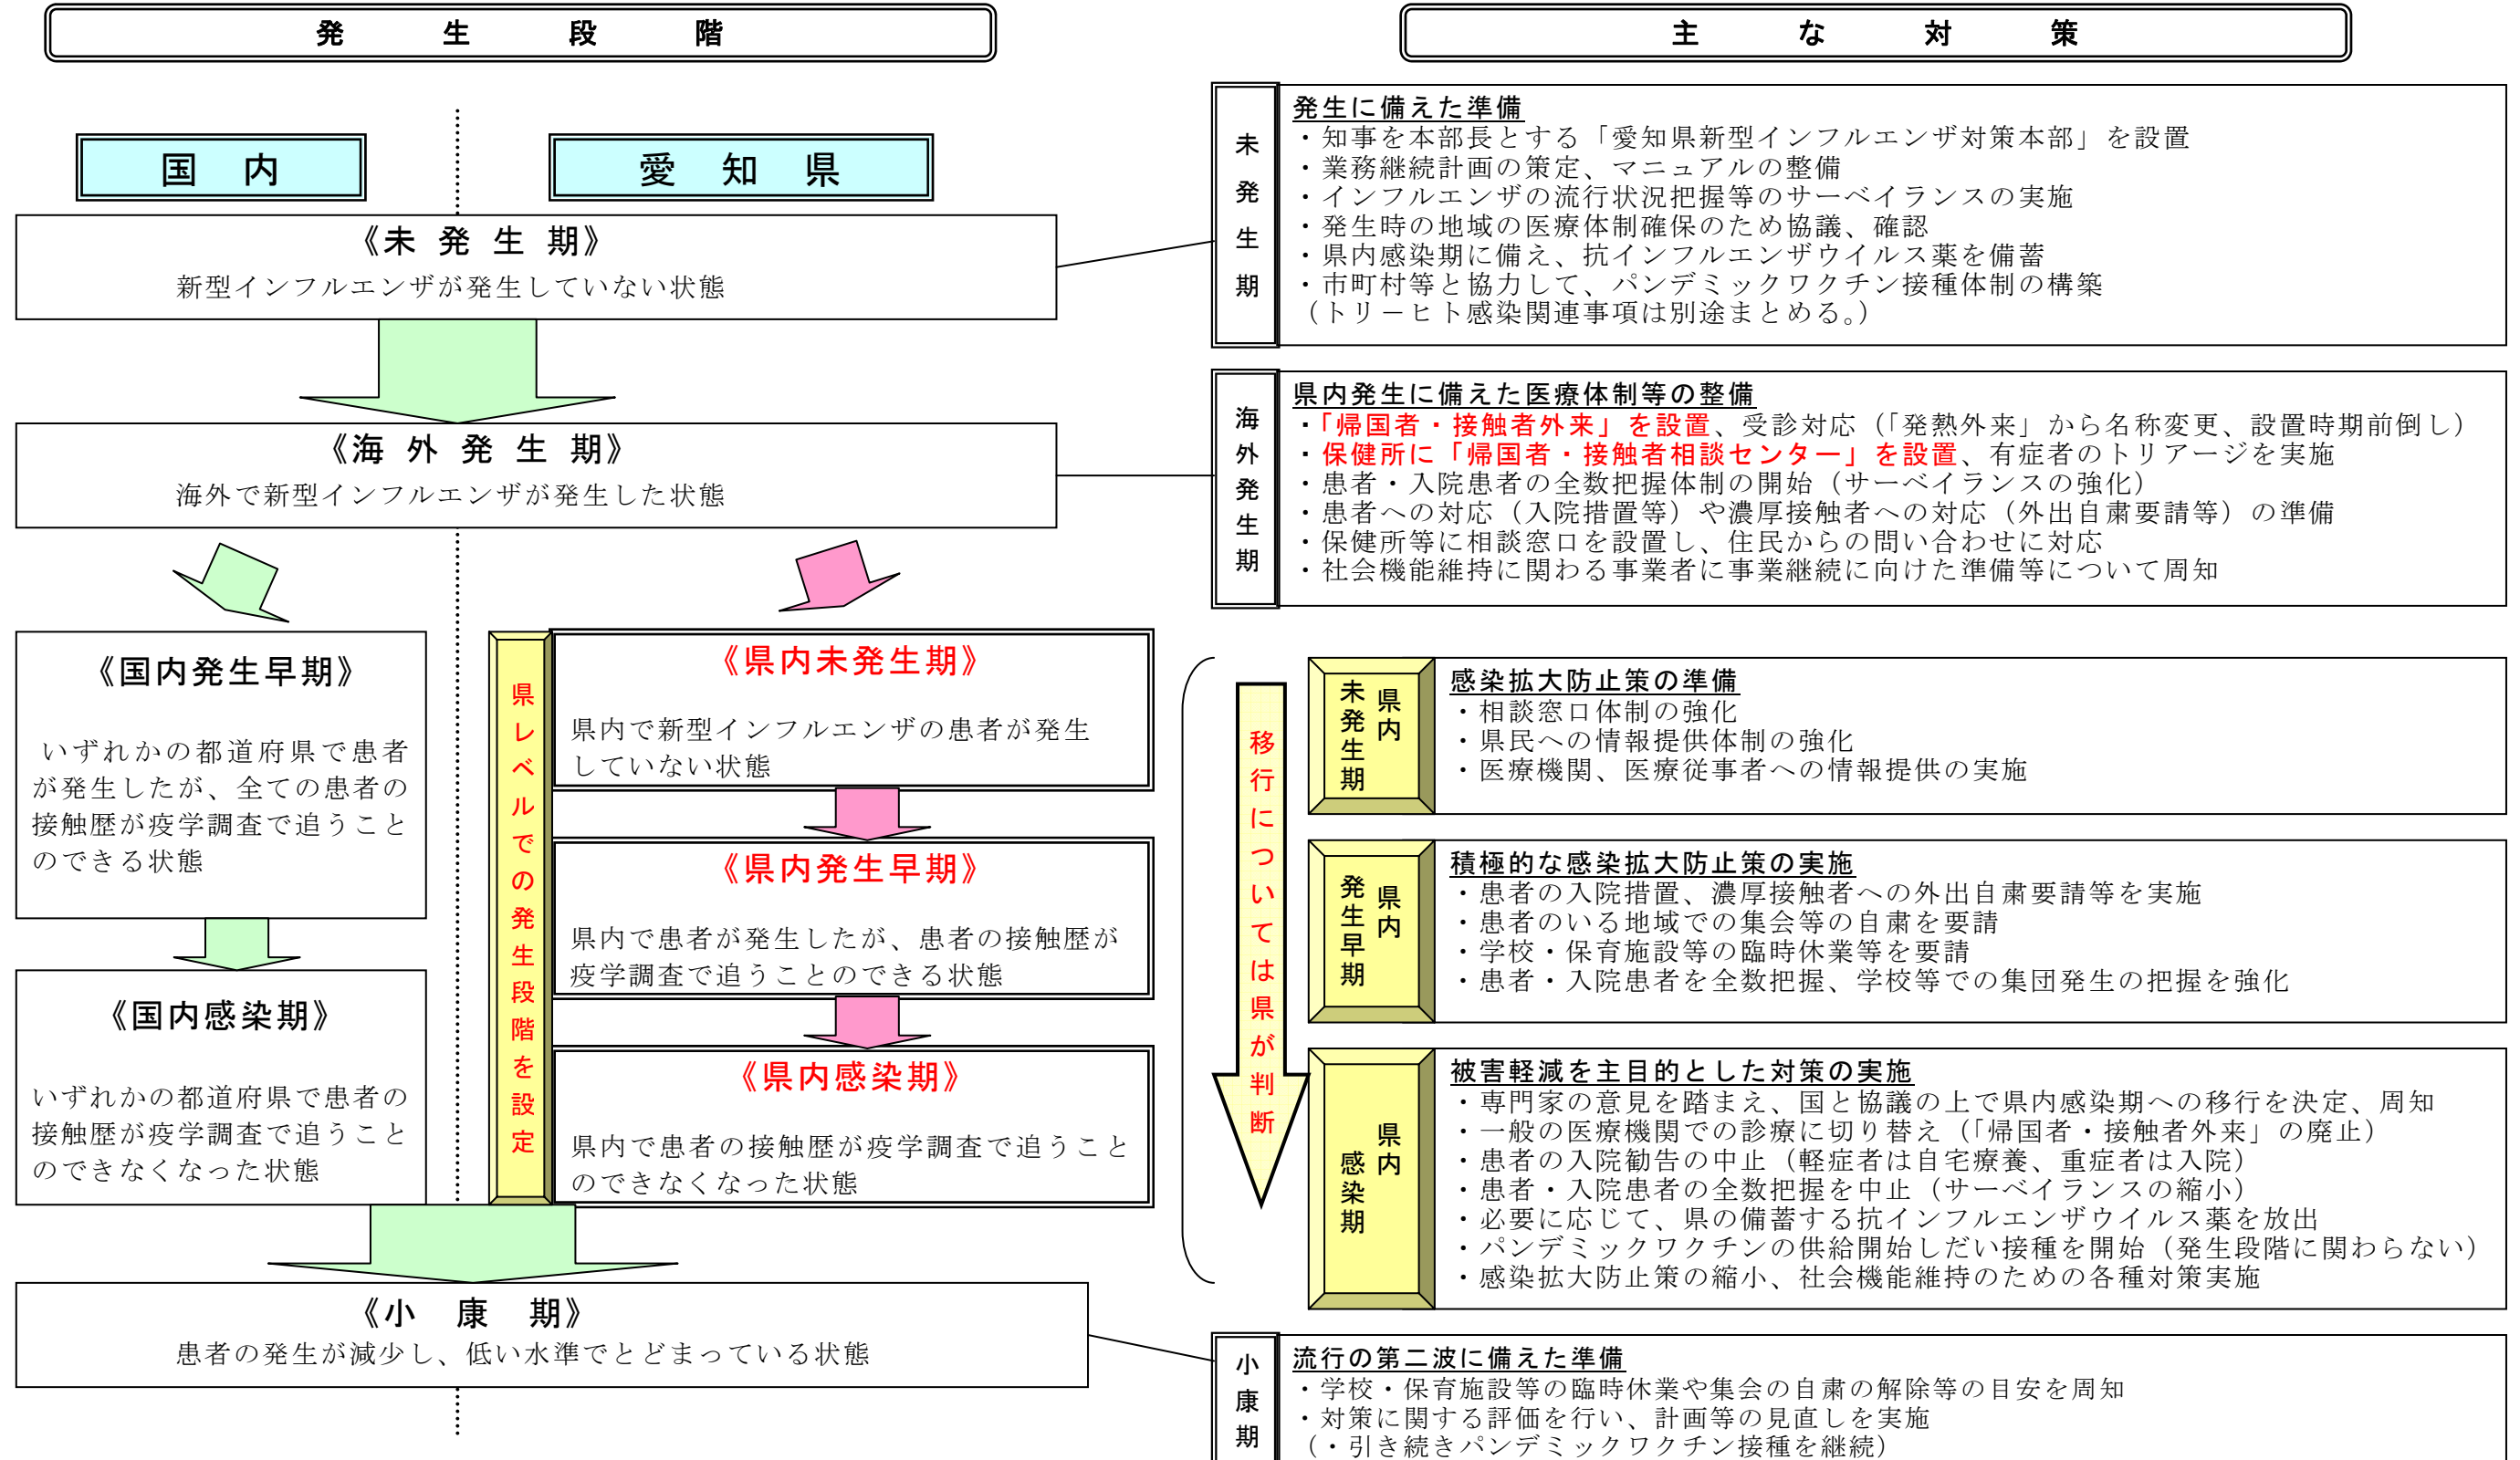 発生段階
主な対策
国内
愛知県
《未発生期》
新型インフルエンザが発生していない状態
《海外発生期》
海外で新型インフルエンザが発生した状態
《国内発生早期》
いずれかの都道府県で患者
が発生したが、全ての患者の
接触歴が疫学調査で追うこと
のできる状態
《国内感染期》
いずれかの都道府県で患者の
接触歴が疫学調査で追うこと
のできなくなった状態
県レベルでの発生段階を設定
《県内未発生期》
県内で新型インフルエンザの患者が発生
していない状態
《県内発生早期》
県内で患者が発生したが、患者の接触歴が
疫学調査で追うことのできる状態
《県内感染期》
県内で患者の接触歴が疫学調査で追うこと
のできなくなった状態
《小康期》
患者の発生が減少し、低い水準でとどまっている状態
未発生期
発生に備えた準備
・知事を本部長とする「愛知県新型インフルエンザ対策本部」を設置
・業務継続計画の策定、マニュアルの整備
・インフルエンザの流行状況把握等のサーベイランスの実施
・発生時の地域の医療体制確保のため協議、確認
・県内感染期に備え、抗インフルエンザウイルス薬を備蓄
・市町村等と協力して、パンデミックワクチン接種体制の構築
（トリ－ヒト感染関連事項は別途まとめる。）
海外発生期
県内発生に備えた医療体制等の整備
・「帰国者・接触者外来」を設置、受診対応（「発熱外来」から名称変更、設置時期前倒し）
・保健所に「帰国者・接触者相談センター」を設置、有症者のトリアージを実施
・患者・入院患者の全数把握体制の開始（サーベイランスの強化）
・患者への対応（入院措置等）や濃厚接触者への対応（外出自粛要請等）の準備
・保健所等に相談窓口を設置し、住民からの問い合わせに対応
・社会機能維持に関わる事業者に事業継続に向けた準備等について周知
移行については県が判断
県内
未発生期
感染拡大防止策の準備
・相談窓口体制の強化
・県民への情報提供体制の強化
・医療機関、医療従事者への情報提供の実施
県内
発生早期
積極的な感染拡大防止策の実施
・患者の入院措置、濃厚接触者への外出自粛要請等を実施
・患者のいる地域での集会等の自粛を要請
・学校・保育施設等の臨時休業等を要請
・患者・入院患者を全数把握、学校等での集団発生の把握を強化
県内
感染期
被害軽減を主目的とした対策の実施
・専門家の意見を踏まえ、国と協議の上で県内感染期への移行を決定、周知
・一般の医療機関での診療に切り替え（「帰国者・接触者外来」の廃止）
・患者の入院勧告の中止（軽症者は自宅療養、重症者は入院）
・患者・入院患者の全数把握を中止（サーベイランスの縮小）
・必要に応じて、県の備蓄する抗インフルエンザウイルス薬を放出
・パンデミックワクチンの供給開始しだい接種を開始（発生段階に関わらない）
・感染拡大防止策の縮小、社会機能維持のための各種対策実施
小康期
流行の第二波に備えた準備
・学校・保育施設等の臨時休業や集会の自粛の解除等の目安を周知
・対策に関する評価を行い、計画等の見直しを実施
（・引き続きパンデミックワクチン接種を継続）